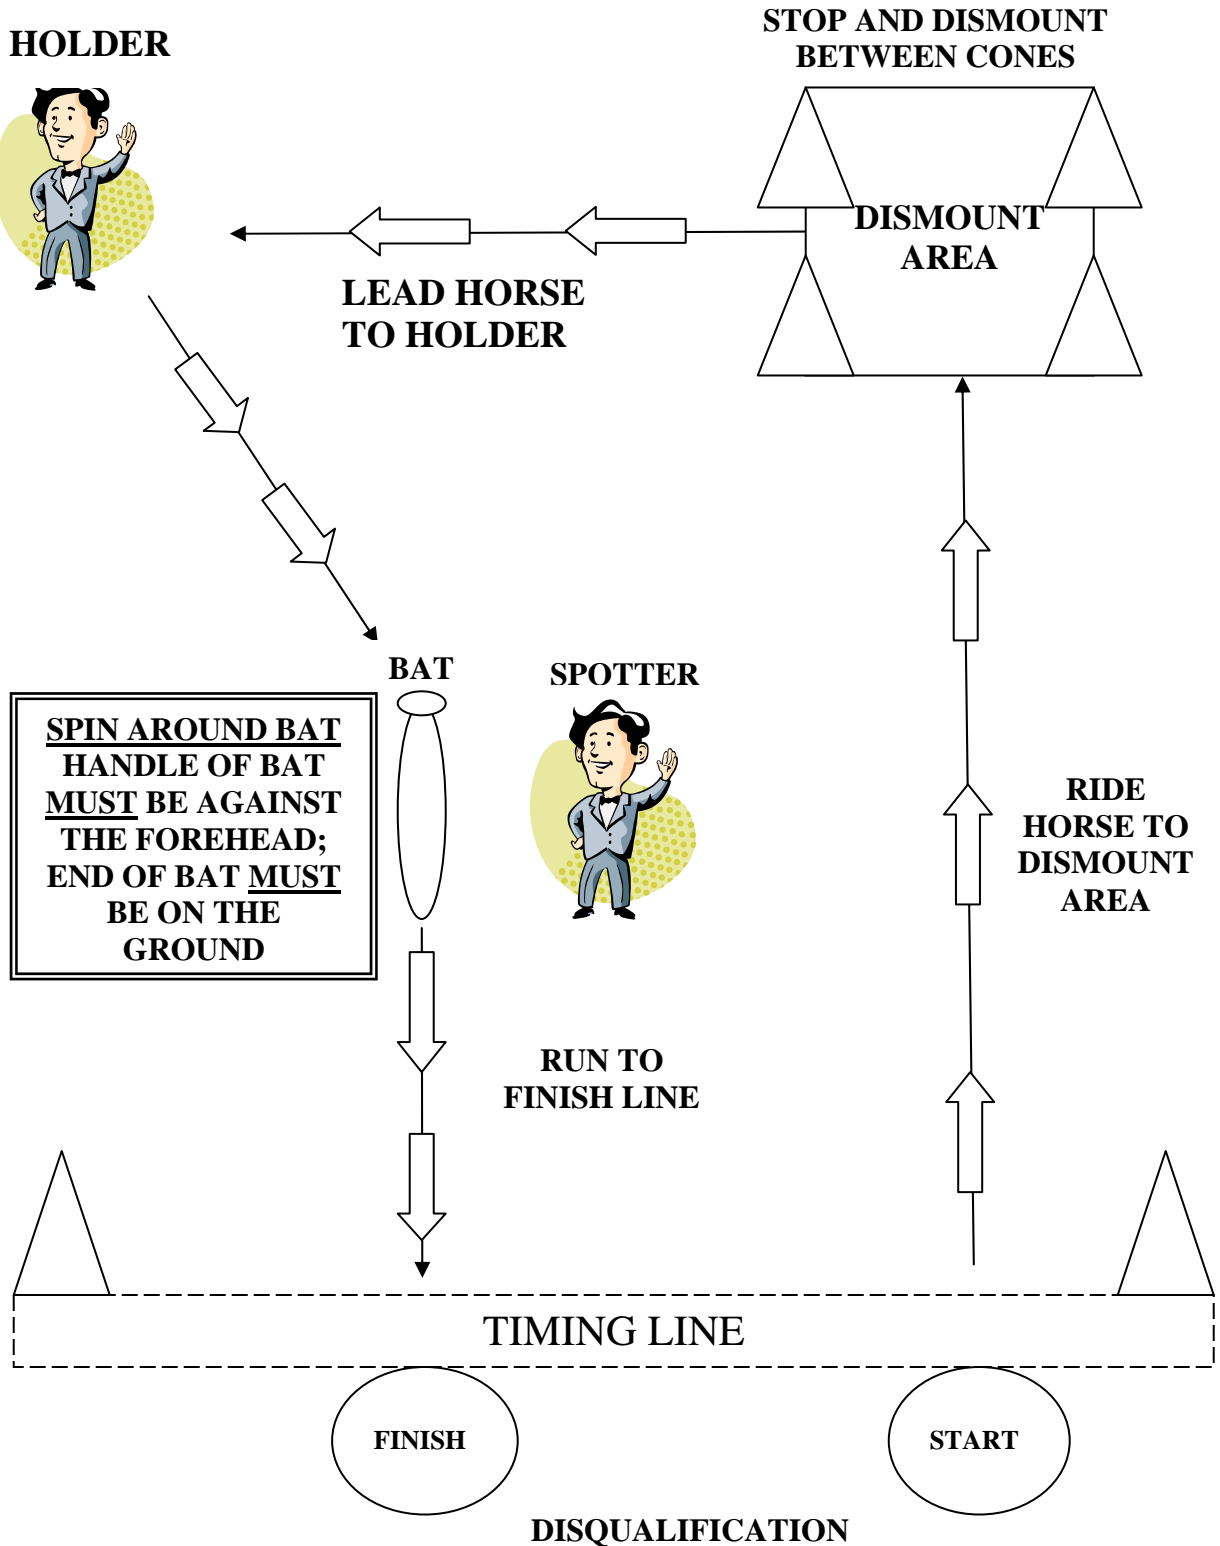 HOLDER
STOP AND DISMOUNT
BETWEEN CONES
DISMOUNT
AREA
LEAD HORSE
TO HOLDER
BAT
SPOTTER
SPIN AROUND BAT
HANDLE OF BAT
MUST BE AGAINST
THE FOREHEAD;
END OF BAT MUST
BE ON THE
GROUND
RIDE
HORSE TO
DISMOUNT
AREA
RUN TO
FINISH LINE
TIMING LINE
FINISH
START
DISQUALIFICATION